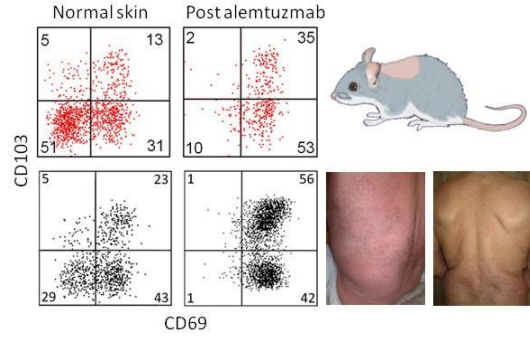 Normal skin Post alemtuzmab
5 13 2 35
51 31 10 53
CD103
5 23 1 56
29 43 1 42
CD69